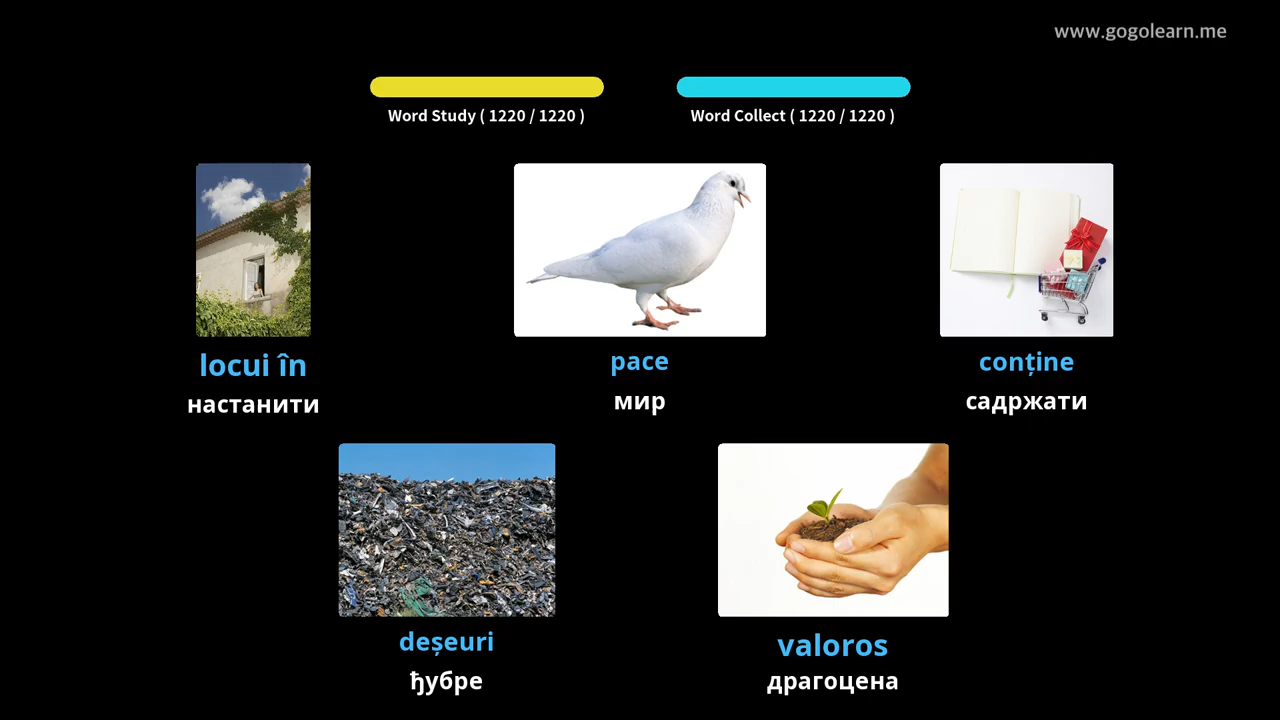 www.gogolearn.me
Word Study ( 1220 / 1220 )
Word Collect ( 1220 / 1220 )
locui în
настанити
pace
мир
conține
садржати
deșeuri
ђубре
valoros
драгоцена